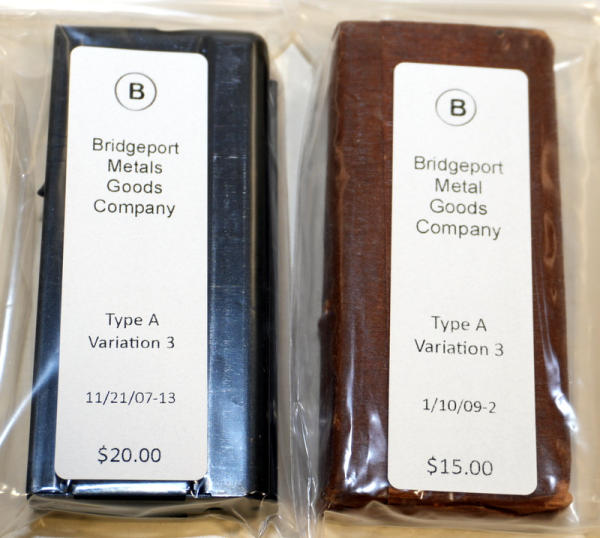 B
Bridgeport
Metals
Goods
Company
Type A
Variation 3
11/21/07-13
$20.00
B
Bridgeport
Metal
Goods
Company
Type A
Variation 3
1/10/09-2
$15.00